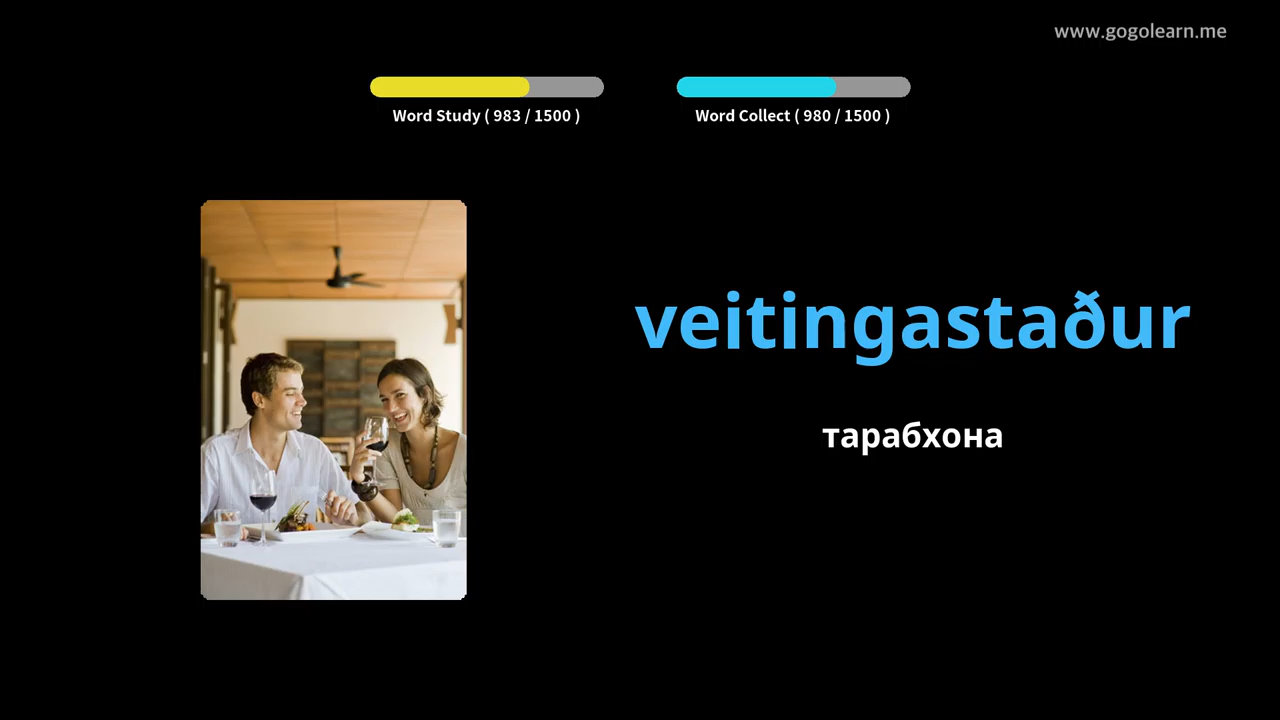 www.gogolearn.me
Word Study ( 983 / 1500 )
Word Collect ( 980 / 1500 )
veitingastaður
тарабхона